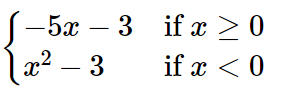 −5x − 3 if x ≥ 0
x² − 3 if x < 0